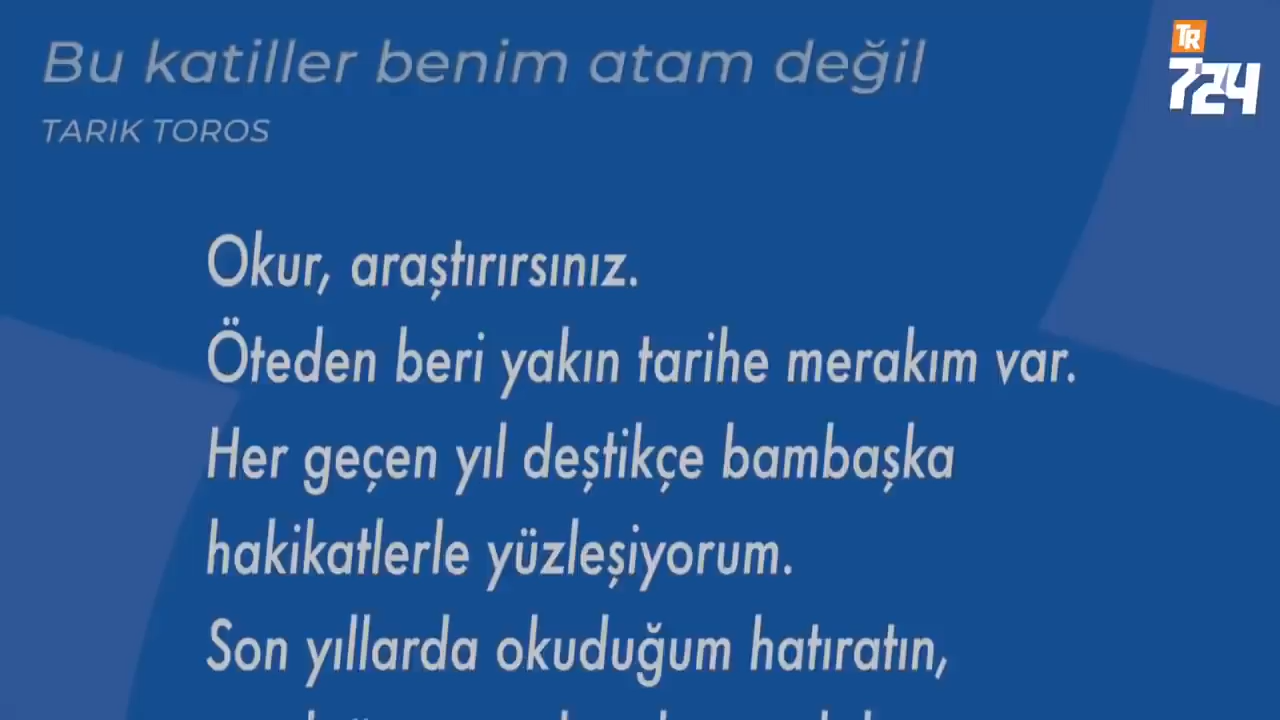 Bu katiller benim atam değil
TARIK TOROS
TR
724
Okur, araştırırsınız.
Öteden beri yakın tarihe merakım var.
Her geçen yıl deştikçe bambaşka
hakikatlerle yüzleşiyorum.
Son yıllarda okuduğum hatıratın,